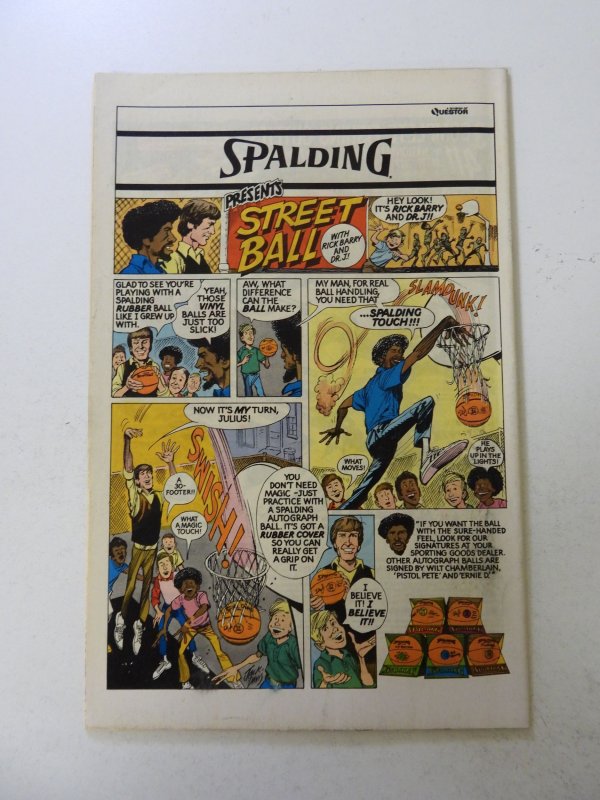 A DIVISION OF
QUESTOR
SPALDING
PRESENTS
STREET
BALL
WITH
RICK BARRY
AND
DR.J!
HEY LOOK!
IT'S RICK BARRY
AND DR.J!!
GLAD TO SEE YOU'RE
PLAYING WITH A
SPALDING
RUBBER BALL
LIKE I GREW UP
WITH.
YEAH,
THOSE
VINYL
BALLS ARE
JUST TOO
SLICK!
AW, WHAT
DIFFERENCE
CAN THE
BALL MAKE?
MY MAN, FOR REAL
BALL HANDLING,
YOU NEED THAT
...SPALDING
TOUCH!!!
SLAMDUNK!
WHAT
MOVES!
HE
PLAYS
UP IN THE
LIGHTS!
NOW IT'S MY TURN,
JULIUS!
A
30-
FOOTER!!
WHAT
A MAGIC
TOUCH!
SWISH!
YOU
DON'T NEED
MAGIC -JUST
PRACTICE WITH
A SPALDING
AUTOGRAPH
BALL. IT'S GOT A
RUBBER COVER
SO YOU CAN
REALLY GET
A GRIP ON
IT.
I
BELIEVE
IT! I
BELIEVE
IT!!
"IF YOU WANT THE BALL
WITH THE SURE-HANDED
FEEL, LOOK FOR OUR
SIGNATURES AT YOUR
SPORTING GOODS DEALER.
OTHER AUTOGRAPH BALLS ARE
SIGNED BY WILT CHAMBERLAIN,
'PISTOL PETE' AND 'ERNIE D.'"